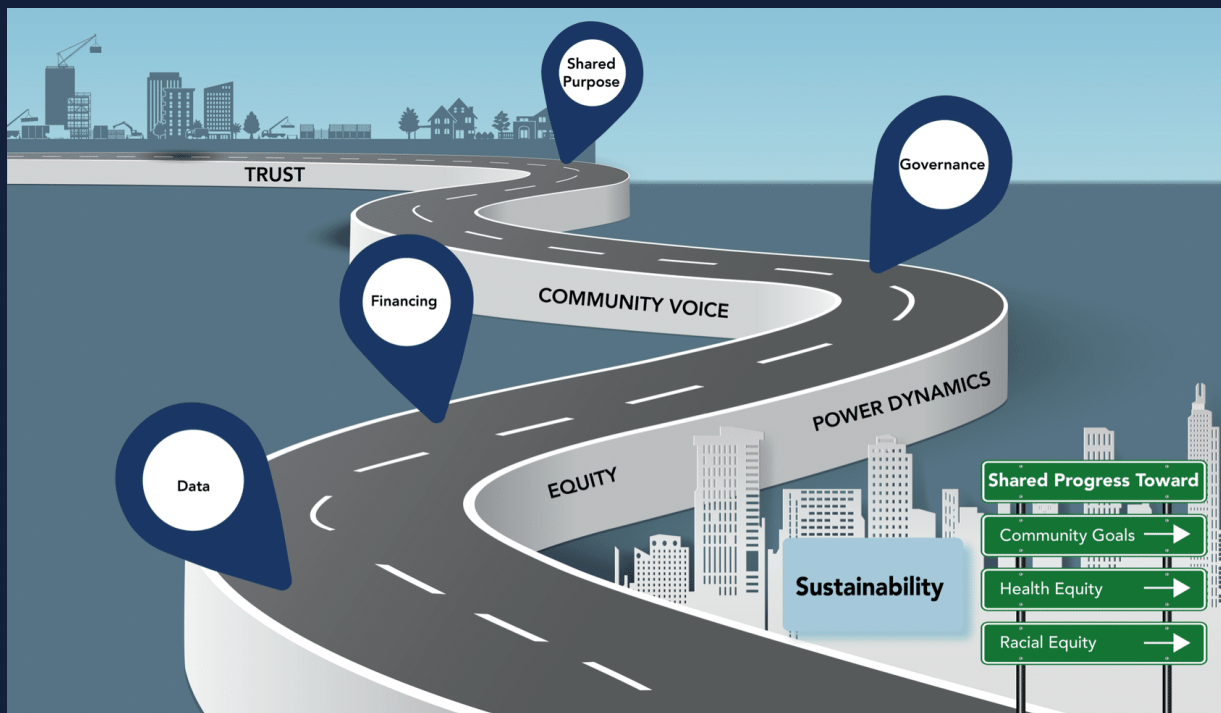 Shared
Purpose
Governance
TRUST
Financing
COMMUNITY VOICE
POWER DYNAMICS
EQUITY
Data
Sustainability
Shared Progress Toward
Community Goals
Health Equity
Racial Equity